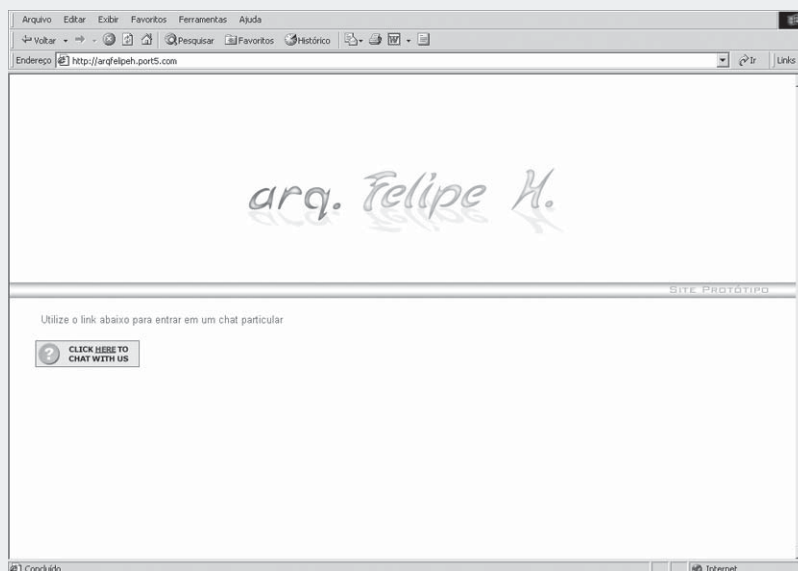 Arquivo Editar Exibir Favoritos Ferramentas Ajuda
Voltar Pesquisar Favoritos Histórico
Endereço http://arqfelipeh.port5.com Ir Links
arq. Felipe H.
SITE PROTÓTIPO
Utilize o link abaixo para entrar em um chat particular
? CLICK HERE TO
CHAT WITH US
Concluído Internet